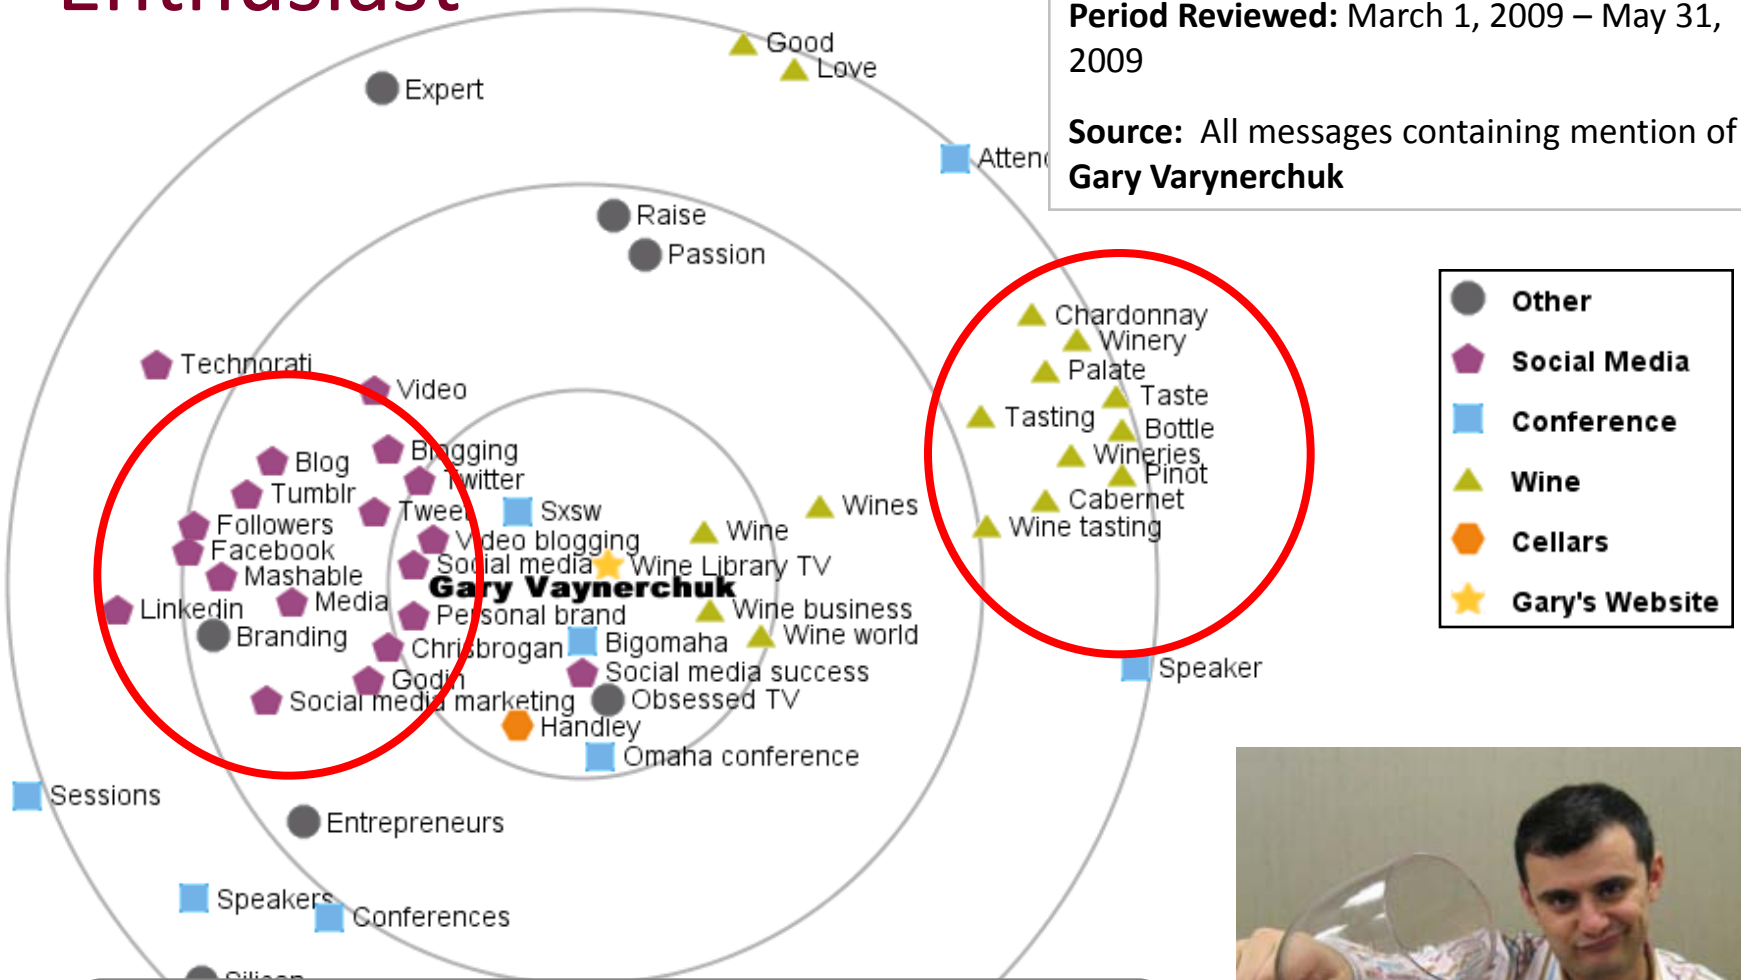 Enthusiast
Period Reviewed: March 1, 2009 – May 31,
2009
Source: All messages containing mention of
Gary Varynerchuk
Good
Love
Expert
Raise
Passion
Chardonnay
Winery
Palate
Taste
Tasting
Bottle
Wineries
Pinot
Cabernet
Wine tasting
Technorati
Video
Blogging
Blog
Twitter
Tumblr
Tweet
Sxsw
Wines
Followers
Wine
Video blogging
Facebook
Social media
Wine Library TV
Mashable
Gary Vaynerchuk
Media
Linkedin
Personal brand
Wine business
Branding
Chrisbrogan
Bigomaha
Wine world
Godin
Social media success
Speaker
Social media marketing
Obsessed TV
Handley
Omaha conference
Sessions
Entrepreneurs
Speakers
Conferences
Other
Social Media
Conference
Wine
Cellars
Gary's Website